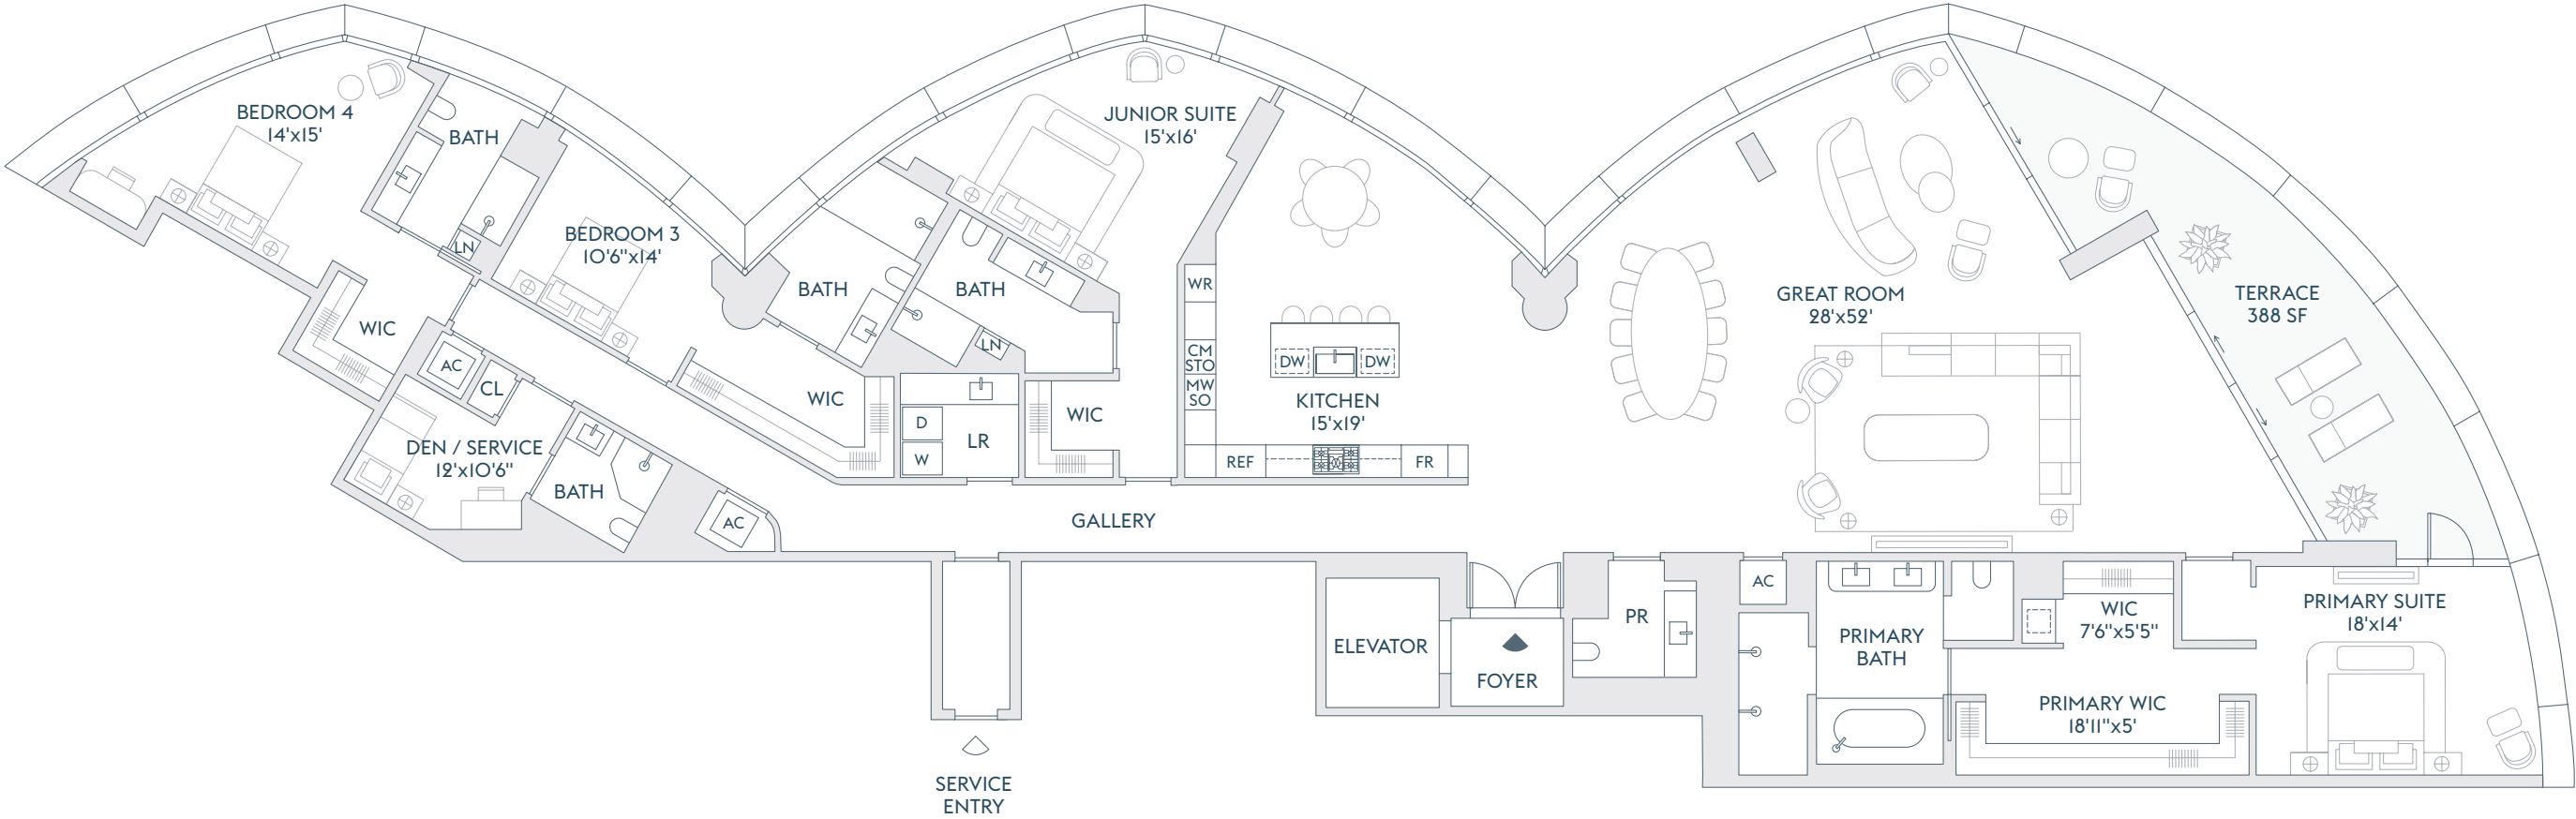 BEDROOM 4
14'x15'
BATH
LN
BEDROOM 3
10'6"x14'
WIC
AC
CL
DEN / SERVICE
12'x10'6"
BATH
AC
BATH
WIC
JUNIOR SUITE
15'x16'
BATH
LN
D
W
LR
WIC
WR
CM
STO
MW
SO
DW
DW
KITCHEN
15'x19'
REF
FR
GALLERY
GREAT ROOM
28'x52'
TERRACE
388 SF
ELEVATOR
FOYER
PR
AC
PRIMARY
BATH
WIC
7'6"x5'5"
PRIMARY WIC
18'11"x5'
PRIMARY SUITE
18'x14'
SERVICE
ENTRY